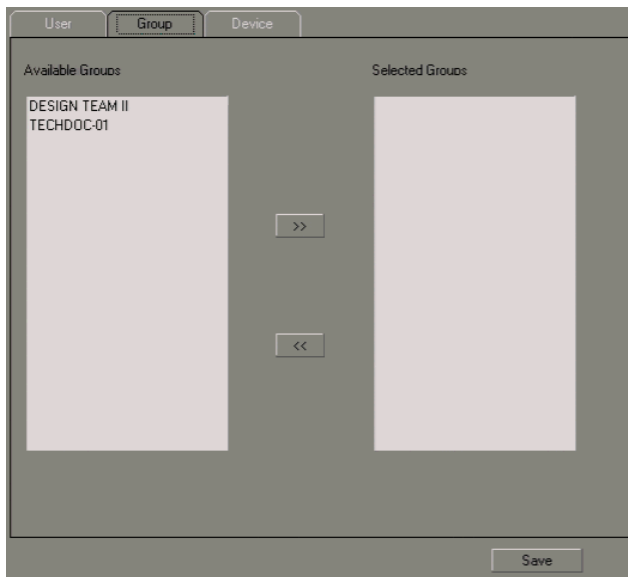 User Group Device
Available Groups Selected Groups
DESIGN TEAM II
TECHDOC-01
>>
<<
Save